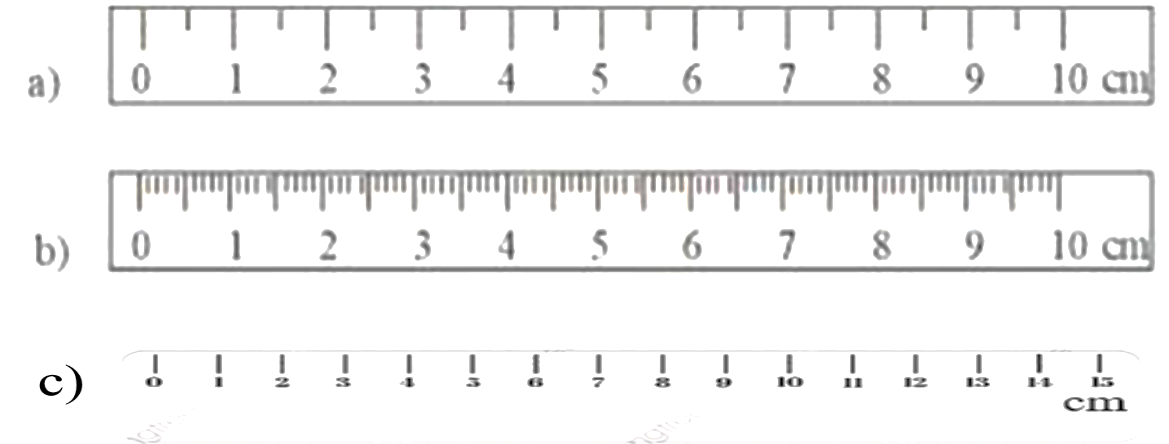 a) 0 1 2 3 4 5 6 7 8 9 10 cm
b) 0 1 2 3 4 5 6 7 8 9 10 cm
c) 0 1 2 3 4 5 6 7 8 9 10 11 12 13 14 15
cm